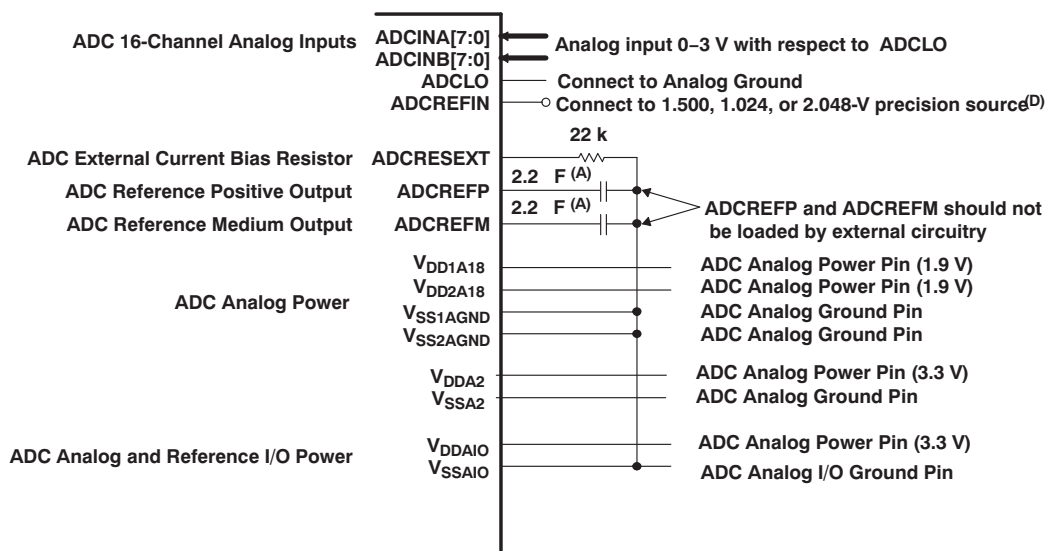 ADC 16-Channel Analog Inputs ADCINA[7:0] Analog input 0–3 V with respect to ADCLO
ADCINB[7:0]
ADCLO Connect to Analog Ground
ADCREFIN Connect to 1.500, 1.024, or 2.048-V precision source(D)
22 k
ADC External Current Bias Resistor ADCRESEXT
2.2 F (A)
ADC Reference Positive Output ADCREFP
2.2 F (A)
ADC Reference Medium Output ADCREFM
ADCREFP and ADCREFM should not
be loaded by external circuitry
VDD1A18 ADC Analog Power Pin (1.9 V)
VDD2A18 ADC Analog Power Pin (1.9 V)
ADC Analog Power
VSS1AGND ADC Analog Ground Pin
VSS2AGND ADC Analog Ground Pin
VDDA2 ADC Analog Power Pin (3.3 V)
VSSA2 ADC Analog Ground Pin
VDDAIO ADC Analog Power Pin (3.3 V)
ADC Analog and Reference I/O Power
VSSAIO ADC Analog I/O Ground Pin